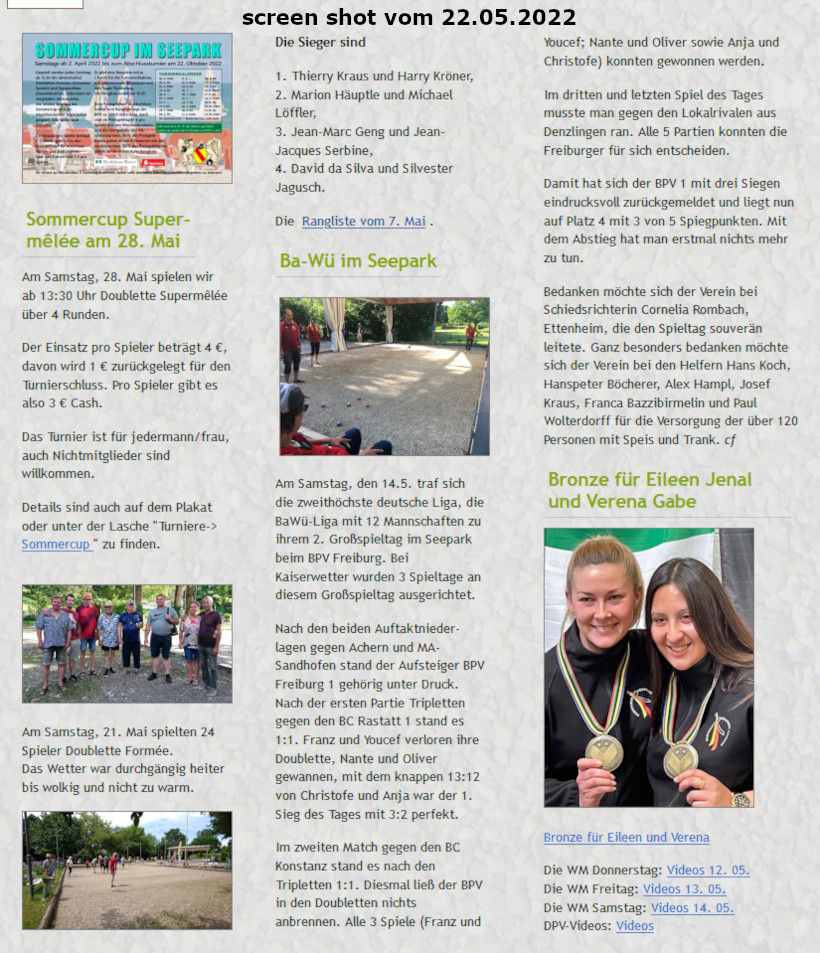 screen shot vom 22.05.2022
SOMMERCUP IM SEEPARK
Samstags ab 2. April 2022 bis zum Abschlussturnier am 22. Oktober 2022
TURNIERKALENDER
Sommercup Super-
mêlée am 28. Mai
Am Samstag, 28. Mai spielen wir
ab 13:30 Uhr Doublette Supermêlée
über 4 Runden.
Der Einsatz pro Spieler beträgt 4 €,
davon wird 1 € zurückgelegt für den
Turnierschluss. Pro Spieler gibt es
also 3 € Cash.
Das Turnier ist für jedermann/frau,
auch Nichtmitglieder sind
willkommen.
Details sind auch auf dem Plakat
oder unter der Lasche "Turniere->
Sommercup " zu finden.
Am Samstag, 21. Mai spielten 24
Spieler Doublette Formée.
Das Wetter war durchgängig heiter
bis wolkig und nicht zu warm.
Die Sieger sind
1. Thierry Kraus und Harry Kröner,
2. Marion Häuptle und Michael
Löffler,
3. Jean-Marc Geng und Jean-
Jacques Serbine,
4. David da Silva und Silvester
Jagusch.
Die Rangliste vom 7. Mai .
Ba-Wü im Seepark
Am Samstag, den 14.5. traf sich
die zweithöchste deutsche Liga, die
BaWü-Liga mit 12 Mannschaften zu
ihrem 2. Großspieltag im Seepark
beim BPV Freiburg. Bei
Kaiserwetter wurden 3 Spieltage an
diesem Großspieltag ausgerichtet.
Nach den beiden Auftaktnieder-
lagen gegen Achern und MA-
Sandhofen stand der Aufsteiger BPV
Freiburg 1 gehörig unter Druck.
Nach der ersten Partie Tripletten
gegen den BC Rastatt 1 stand es
1:1. Franz und Youcef verloren ihre
Doublette, Nante und Oliver
gewannen, mit dem knappen 13:12
von Christofe und Anja war der 1.
Sieg des Tages mit 3:2 perfekt.
Im zweiten Match gegen den BC
Konstanz stand es nach den
Tripletten 1:1. Diesmal ließ der BPV
in den Doubletten nichts
anbrennen. Alle 3 Spiele (Franz und
Youcef; Nante und Oliver sowie Anja und
Christofe) konnten gewonnen werden.
Im dritten und letzten Spiel des Tages
musste man gegen den Lokalrivalen aus
Denzlingen ran. Alle 5 Partien konnten die
Freiburger für sich entscheiden.
Damit hat sich der BPV 1 mit drei Siegen
eindrucksvoll zurückgemeldet und liegt nun
auf Platz 4 mit 3 von 5 Spiegpunkten. Mit
dem Abstieg hat man erstmal nichts mehr
zu tun.
Bedanken möchte sich der Verein bei
Schiedsrichterin Cornelia Rombach,
Ettenheim, die den Spieltag souverän
leitete. Ganz besonders bedanken möchte
sich der Verein bei den Helfern Hans Koch,
Hanspeter Böcherer, Alex Hampl, Josef
Kraus, Franca Bazzibirmelin und Paul
Wolterdorff für die Versorgung der über 120
Personen mit Speis und Trank. cf
Bronze für Eileen Jenal
und Verena Gabe
Bronze für Eileen und Verena
Die WM Donnerstag: Videos 12. 05.
Die WM Freitag: Videos 13. 05.
Die WM Samstag: Videos 14. 05.
DPV-Videos: Videos